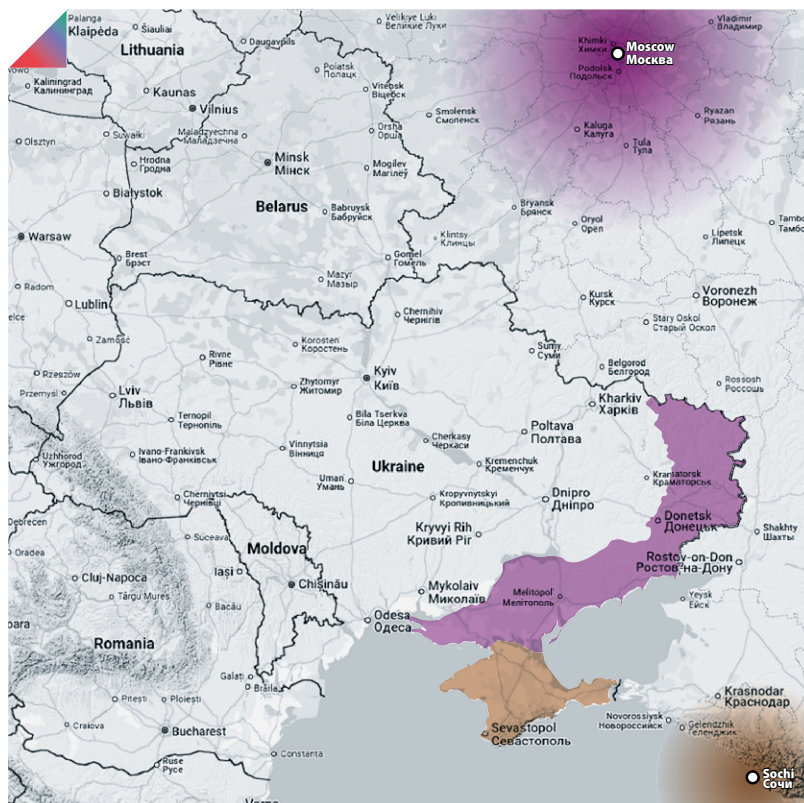 Palanga
Klaipėda
Šiauliai
Lithuania
Daugavpils
Velikiye Luki
Великие Луки
Vladimir
Владимир
Khimki
Химки
Moscow
Москва
Podolsk
Подольск
Kaliningrad
Калининград
Kaunas
Vilnius
Polatsk
Полацк
Vitebsk
Віцебск
Smolensk
Смоленск
Ryazan
Рязань
Kaluga
Калуга
Tula
Тула
Olsztyn
Suwałki
Maladzyechna
Маладзечна
Orsha
Орша
Hrodna
Гродна
Minsk
Мінск
Mogilev
Магілёў
Białystok
Belarus
Babruysk
Бабруйск
Bryansk
Брянск
Oryol
Орёл
Lipetsk
Липецк
Tambo
Тамбо
Warsaw
Klintsy
Клинцы
Brest
Брэст
Gomel
Гомель
Mazyr
Мазыр
Radom
Lublin
elce
Kursk
Курск
Voronezh
Воронеж
Chernihiv
Чернігів
Stary Oskol
Старый Оскол
Zamość
Korosten
Коростень
Rivne
Рівне
Sumy
Суми
Belgorod
Белгород
Rzeszów
Przemyśl
Kyiv
Київ
Zhytomyr
Житомир
Rossosh
Россошь
Lviv
Львів
Kharkiv
Харків
Ternopil
Тернопіль
Bila Tserkva
Біла Церква
Poltava
Полтава
Cherkasy
Черкаси
Uzhhorod
Ужгород
Ivano-Frankivsk
Івано-Франківськ
Vinnytsia
Вінниця
Ukraine
Kremenchuk
Кременчук
Kramatorsk
Краматорськ
Uman
Умань
Chernivtsi
Чернівці
Kropyvnytskyi
Кропивницький
Dnipro
Дніпро
Debrecen
Donetsk
Донецьк
Kryvyi Rih
Кривий Ріг
Shakhty
Шахты
Suceava
Oradea
Moldova
Rostov-on-Don
Ростов-на-Дону
Cluj-Napoca
Iași
Chișinău
Târgu Mureș
Mykolaiv
Миколаїв
Melitopol
Мелітополь
Yeysk
Ейск
Bacău
Odesa
Одеса
oara
Romania
Galați
Brăila
Krasnodar
Краснодар
Pitești
Ploiești
Novorossiysk
Новороссийск
Gelendzhik
Геленджик
Craiova
Bucharest
Sevastopol
Севастополь
Constanța
Ruse
Русе
Sochi
Сочи
Varna